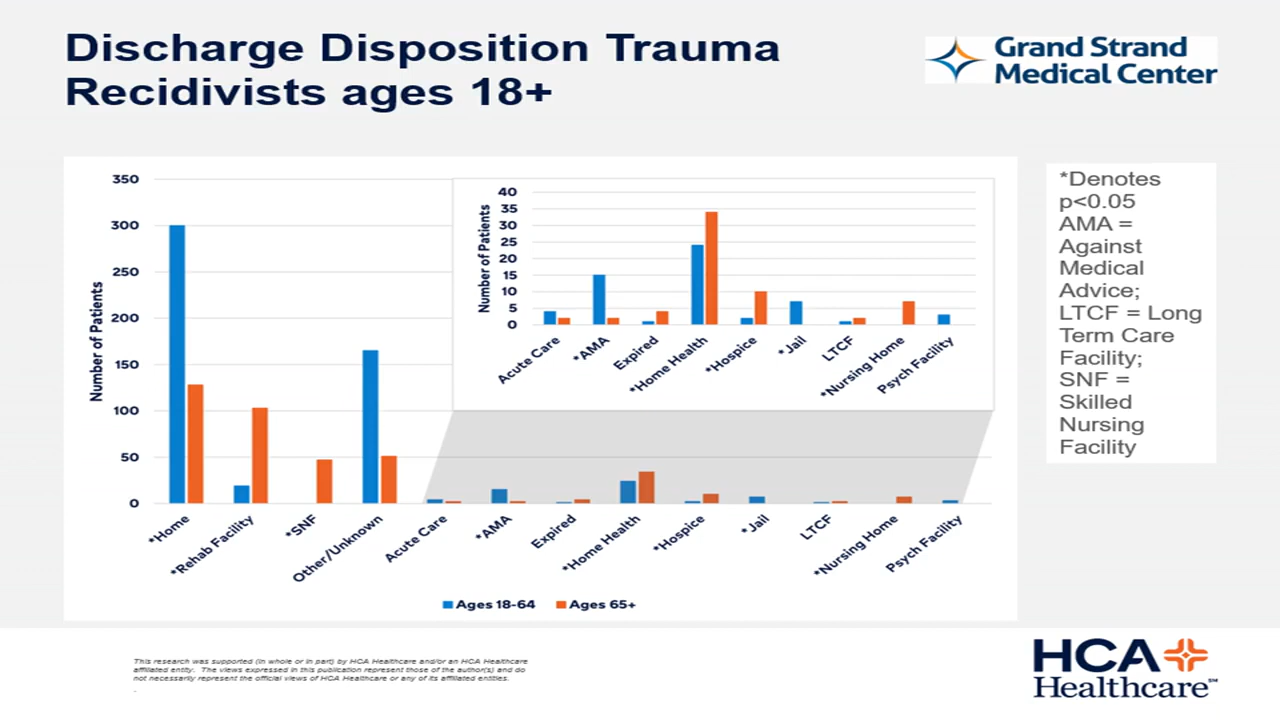 Discharge Disposition Trauma
Recidivists ages 18+
Grand Strand
Medical Center
350
300
250
200
150
100
50
0
Number of Patients
40
35
30
25
20
15
10
5
0
Number of Patients
Acute Care
*AMA
Expired
*Home Health
*Hospice
*Jail
LTCF
*Nursing Home
Psych Facility
*Home
*Rehab Facility
*SNF
Other/Unknown
Acute Care
*AMA
Expired
*Home Health
*Hospice
*Jail
LTCF
*Nursing Home
Psych Facility
Ages 18-64
Ages 65+
*Denotes
p<0.05
AMA =
Against
Medical
Advice;
LTCF = Long
Term Care
Facility;
SNF =
Skilled
Nursing
Facility
This research was supported (in whole or in part) by HCA Healthcare and/or an HCA Healthcare
affiliated entity. The views expressed in this publication represent those of the author(s) and do
not necessarily represent the official views of HCA Healthcare or any of its affiliated entities.
HCA
Healthcare℠